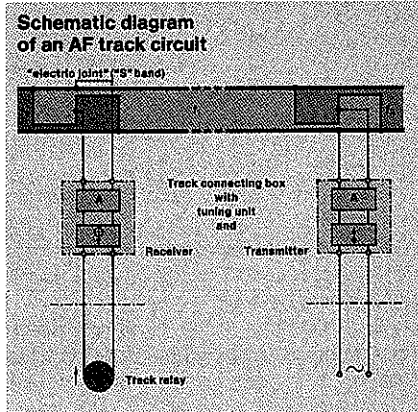 Schematic diagram
of an AF track circuit
"electric joint" ("S" band)
Track connecting box
with
tuning unit
and
A
A
Receiver
Transmitter
Track relay
~